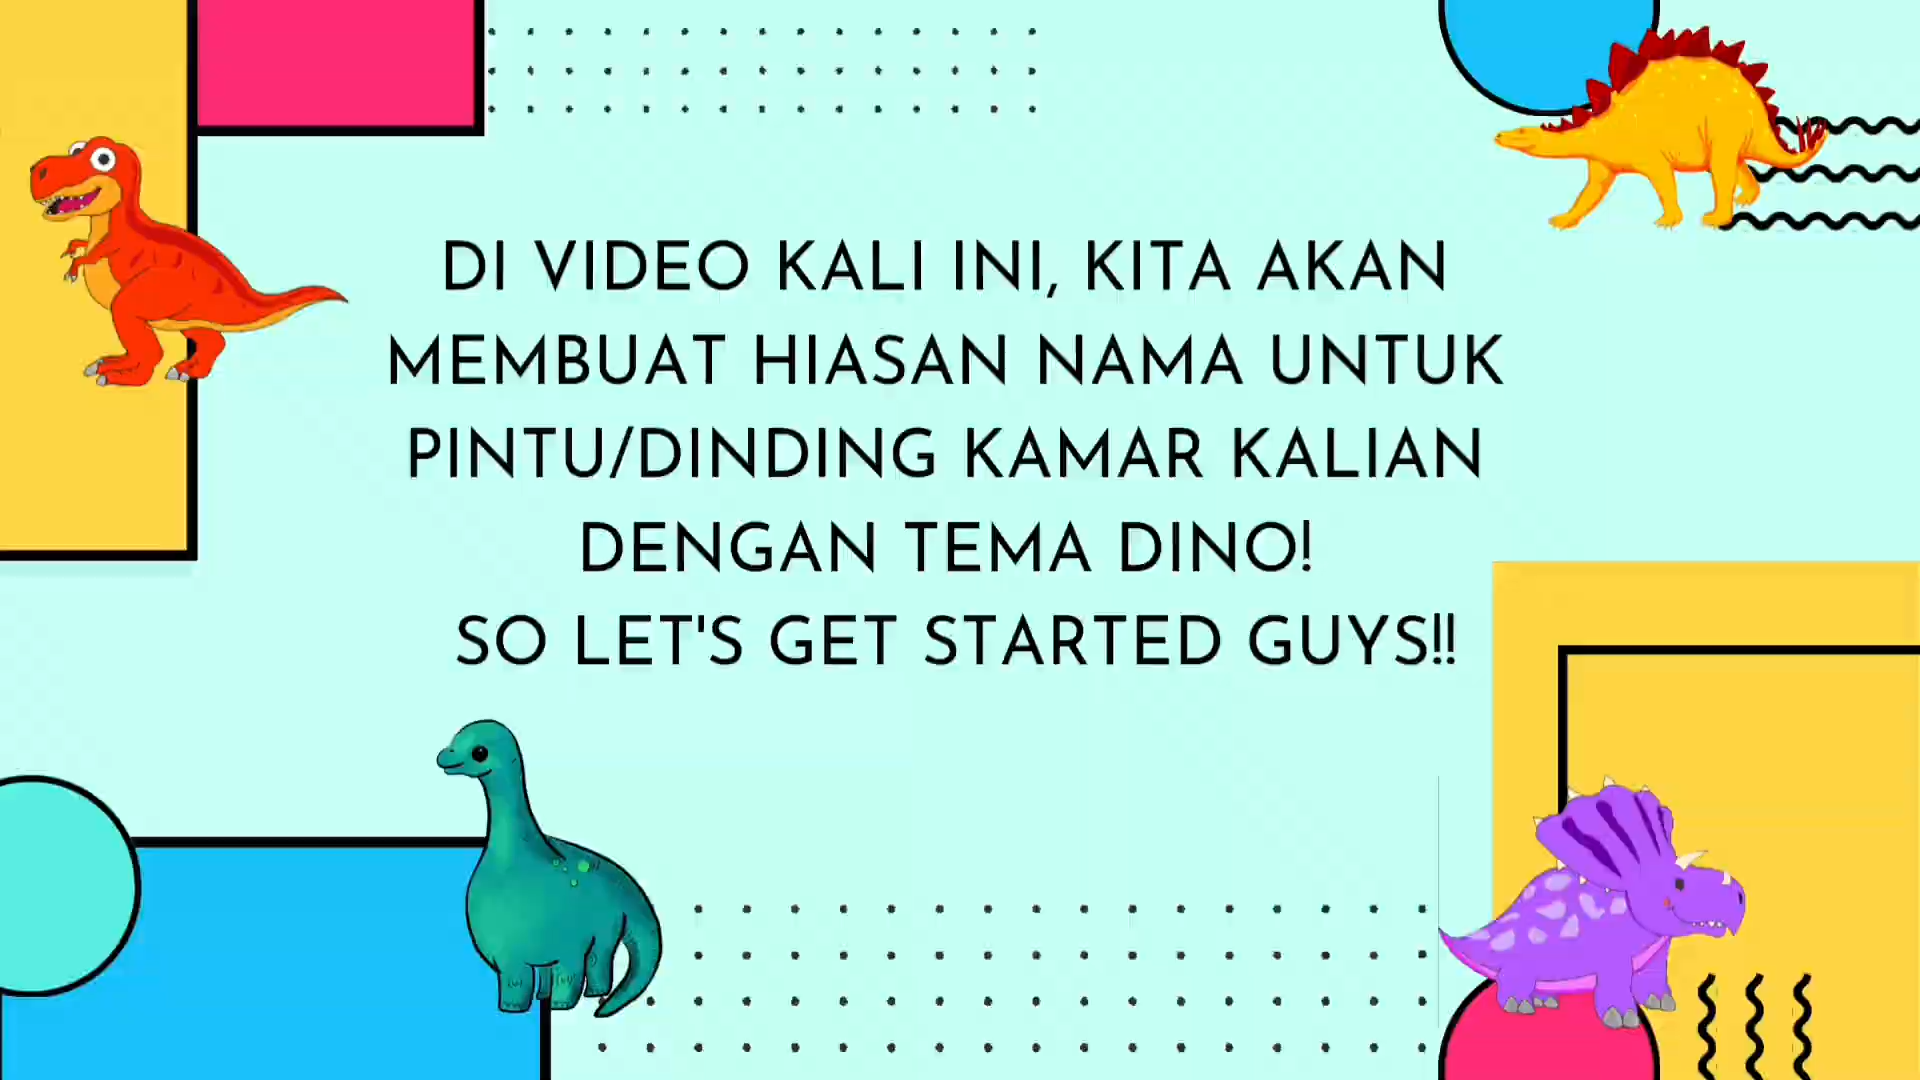 DI VIDEO KALI INI, KITA AKAN
MEMBUAT HIASAN NAMA UNTUK
PINTU/DINDING KAMAR KALIAN
DENGAN TEMA DINO!
SO LET'S GET STARTED GUYS!!